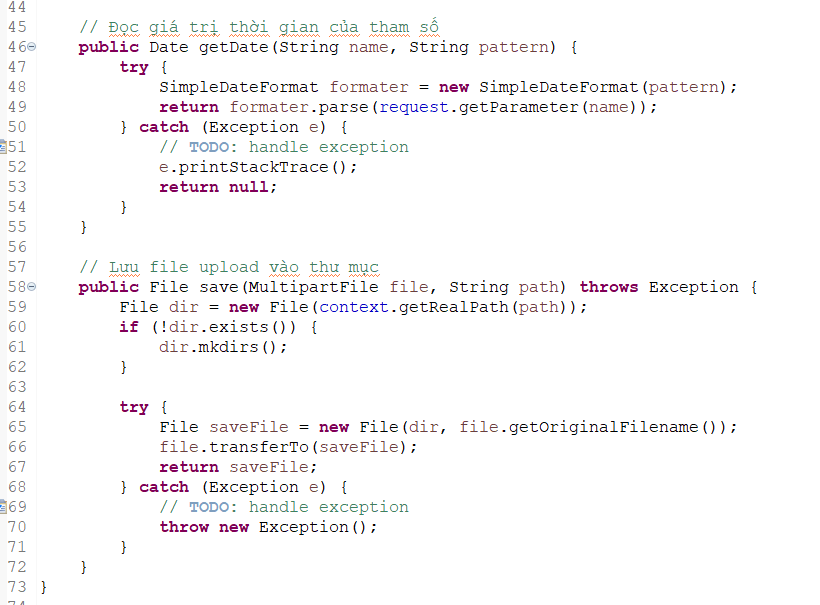 44
45 // Đọc giá trị thời gian của tham số
46 public Date getDate(String name, String pattern) {
47 try {
48 SimpleDateFormat formater = new SimpleDateFormat(pattern);
49 return formater.parse(request.getParameter(name));
50 } catch (Exception e) {
51 // TODO: handle exception
52 e.printStackTrace();
53 return null;
54 }
55 }
56
57 // Lưu file upload vào thư mục
58 public File save(MultipartFile file, String path) throws Exception {
59 File dir = new File(context.getRealPath(path));
60 if (!dir.exists()) {
61 dir.mkdirs();
62 }
63
64 try {
65 File saveFile = new File(dir, file.getOriginalFilename());
66 file.transferTo(saveFile);
67 return saveFile;
68 } catch (Exception e) {
69 // TODO: handle exception
70 throw new Exception();
71 }
72 }
73 }
74